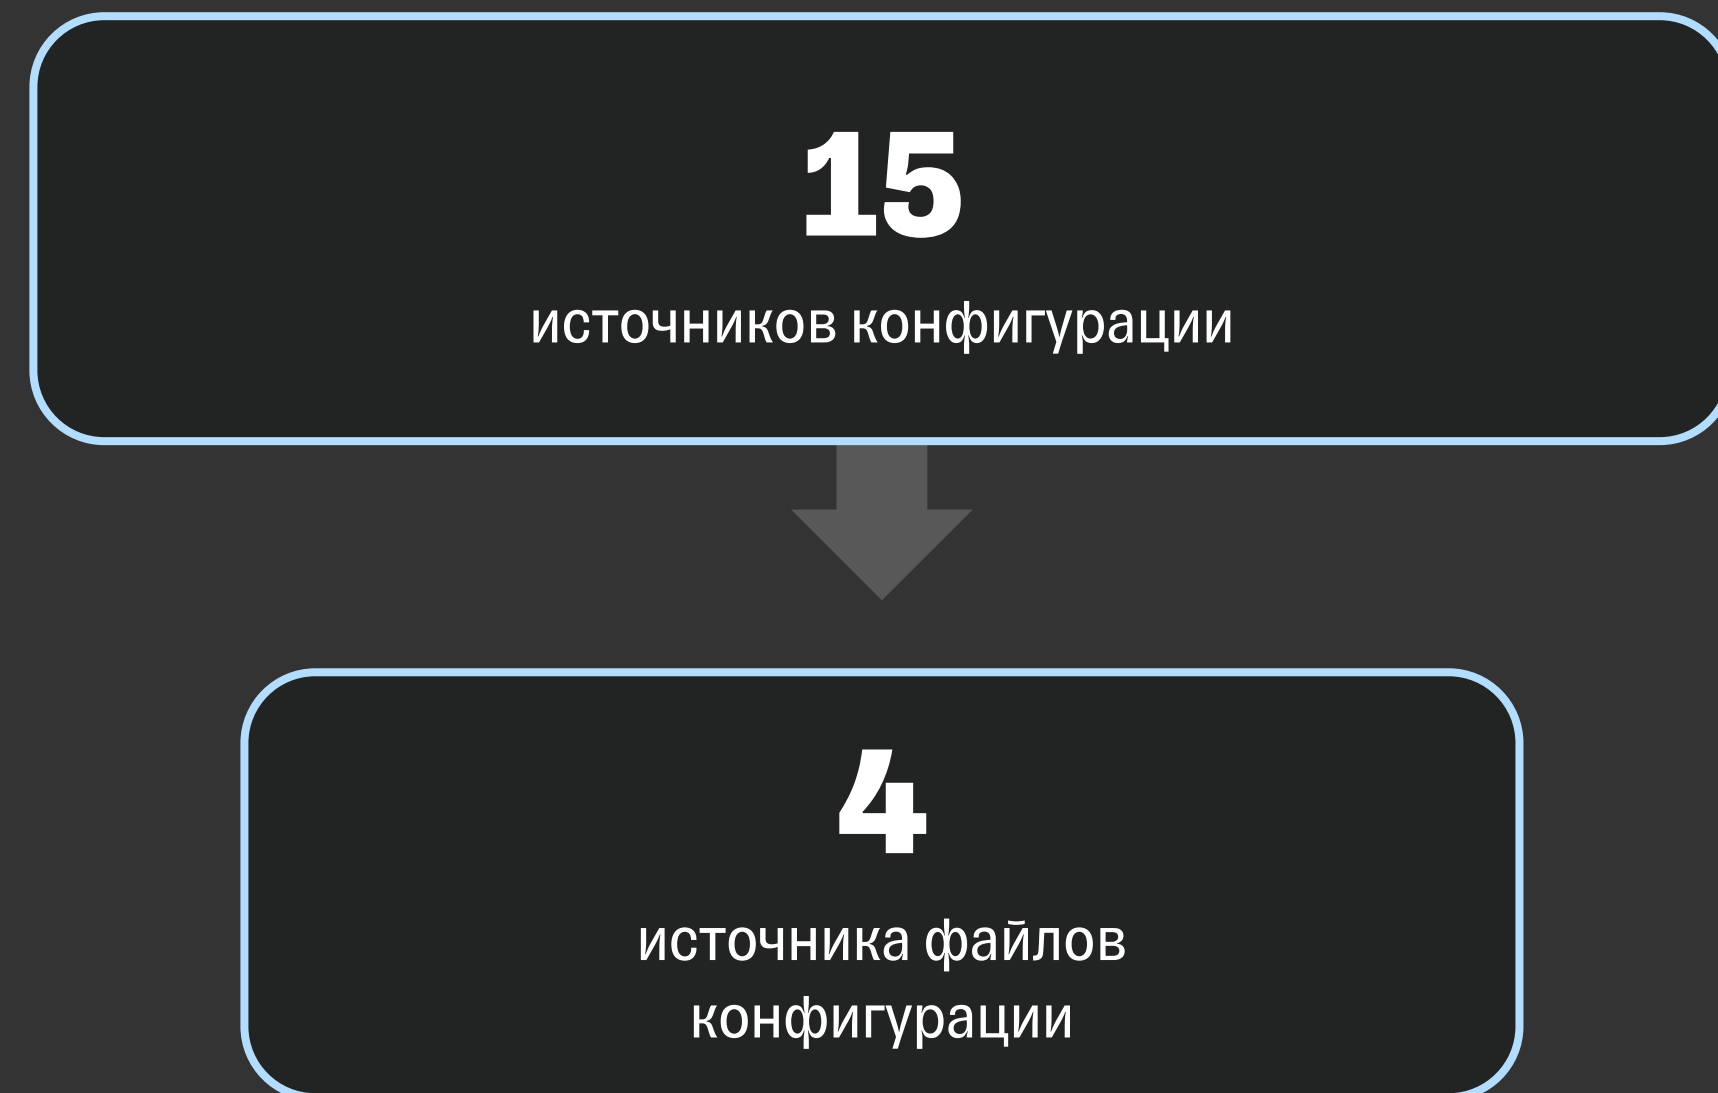 15
источников конфигурации
4
источника файлов
конфигурации